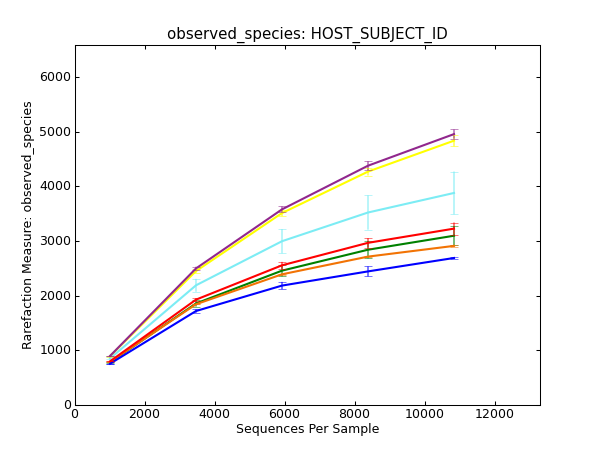 observed_species: HOST_SUBJECT_ID
Rarefaction Measure: observed_species
6000
5000
4000
3000
2000
1000
0
0 2000 4000 6000 8000 10000 12000
Sequences Per Sample